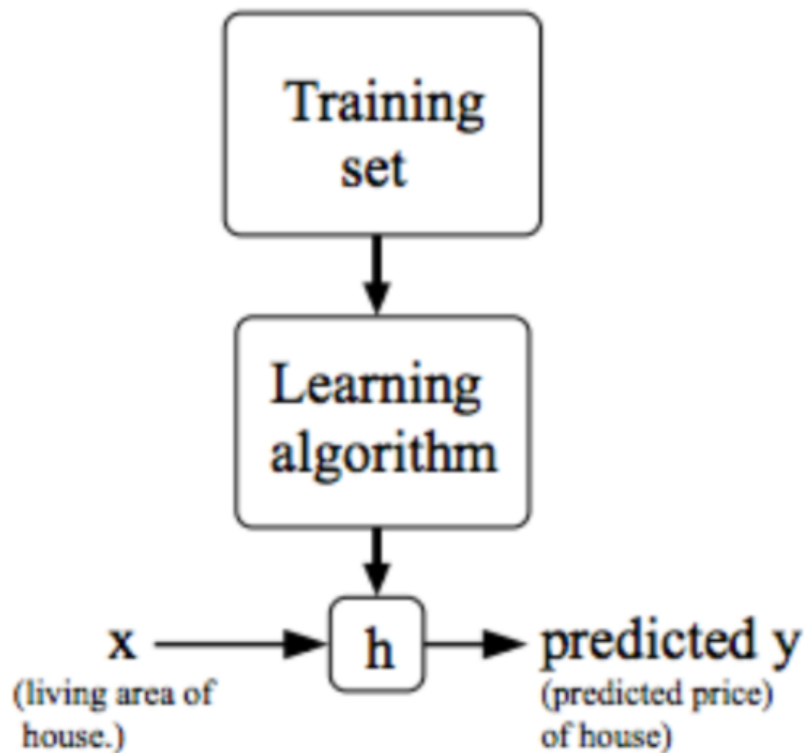 Training
set
Learning
algorithm
x
h
predicted y
(living area of
house.)
(predicted price)
of house)